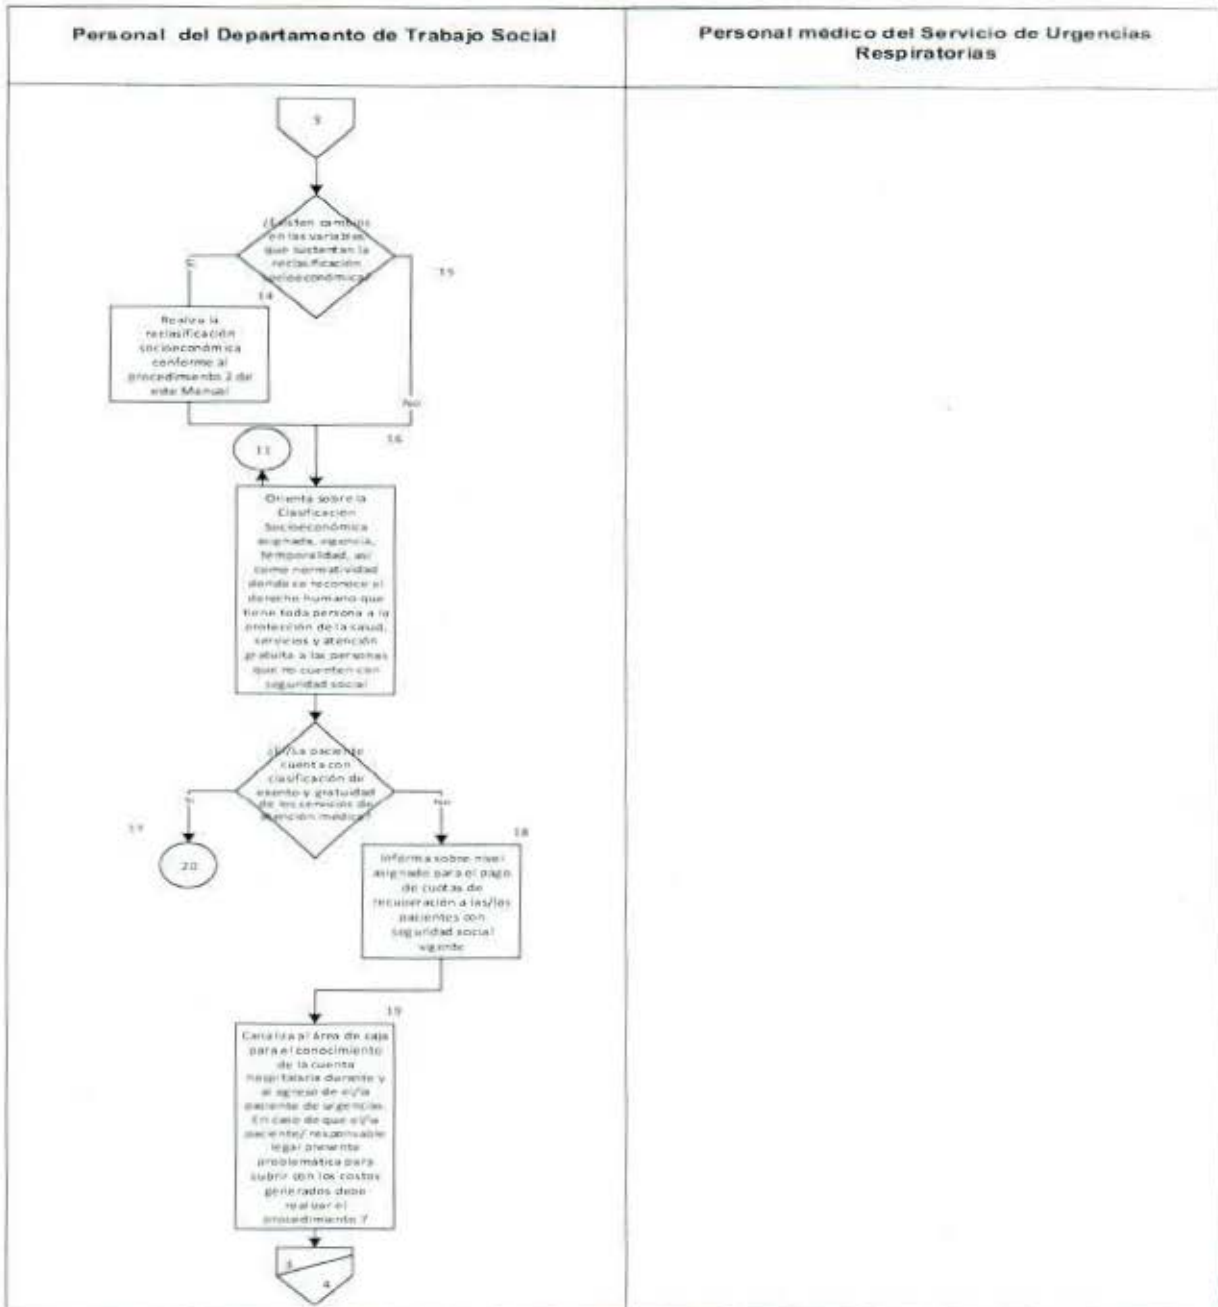 Personal del Departamento de Trabajo Social
Personal médico del Servicio de Urgencias
Respiratorias
3
¿Existen cambios
en las variables
que sustentan la
reclasificación
socioeconómica?
Si
15
14
Realiza la
reclasificación
socioeconómica
conforme al
procedimiento 2 de
este Manual
No
16
11
Orienta sobre la
Clasificación
Socioeconómica
asignada, vigencia,
temporalidad, así
como normatividad
donde se reconoce el
derecho humano que
tiene toda persona a la
protección de la salud,
servicios y atención
gratuita a las personas
que no cuenten con
seguridad social
¿El/La paciente
cuenta con
clasificación de
exento y gratuidad
de los servicios de
atención médica?
Si
No
17
18
20
Informa sobre nivel
asignado para el pago
de cuotas de
recuperación a las/los
pacientes con
seguridad social
vigente
19
Canaliza al área de caja
para el conocimiento
de la cuenta
hospitalaria durante y
al egreso de el/la
paciente de urgencias.
En caso de que el/la
paciente/ responsable
legal presente
problemática para
cubrir con los costos
generados debe
realizar el
procedimiento 7
3
4